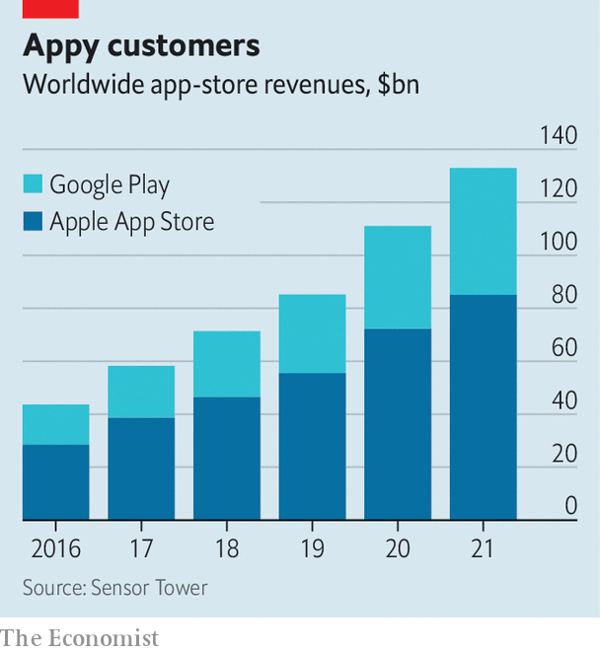 Appy customers
Worldwide app-store revenues, $bn
140
Google Play
120
Apple App Store
100
80
60
40
20
0
2016 17 18 19 20 21
Source: Sensor Tower
The Economist